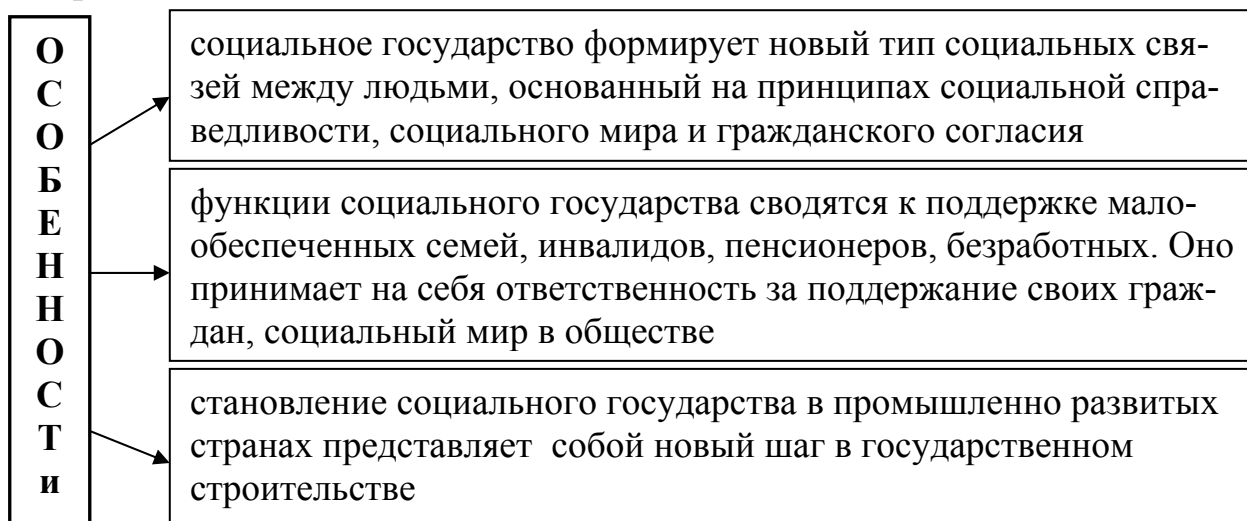 ОСОБЕННОСТи
социальное государство формирует новый тип социальных свя-
зей между людьми, основанный на принципах социальной спра-
ведливости, социального мира и гражданского согласия
функции социального государства сводятся к поддержке мало-
обеспеченных семей, инвалидов, пенсионеров, безработных. Оно
принимает на себя ответственность за поддержание своих граж-
дан, социальный мир в обществе
становление социального государства в промышленно развитых
странах представляет собой новый шаг в государственном
строительстве